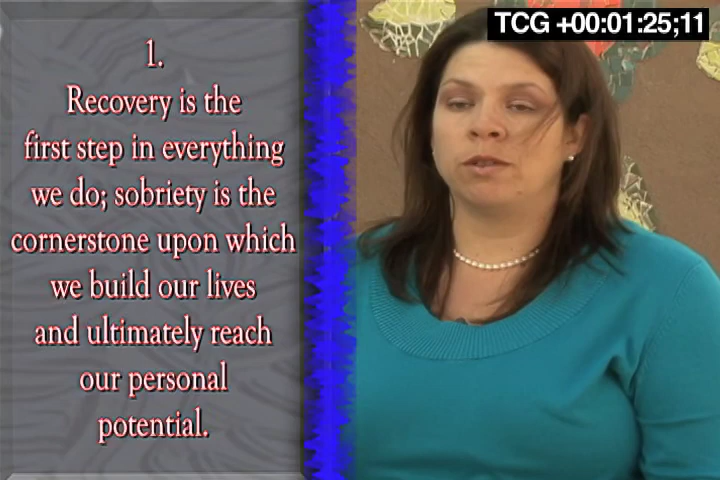 TCG +00:01:25;11
1.
Recovery is the
first step in everything
we do; sobriety is the
cornerstone upon which
we build our lives
and ultimately reach
our personal
potential.